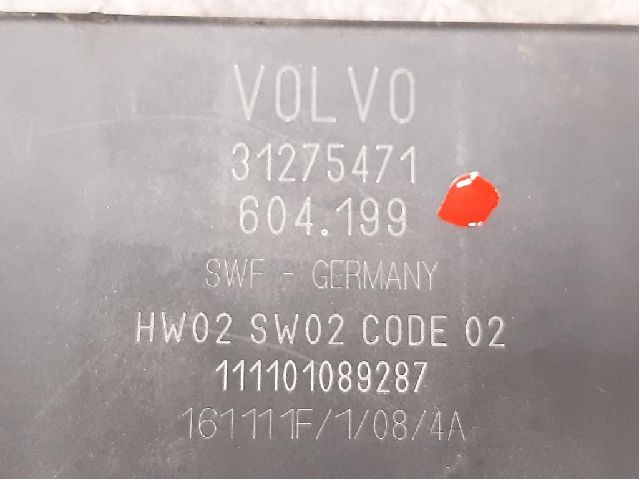 VOLVO
31275471
604.199
SWF - GERMANY
HW02 SW02 CODE 02
111101089287
161111F/1/08/4A